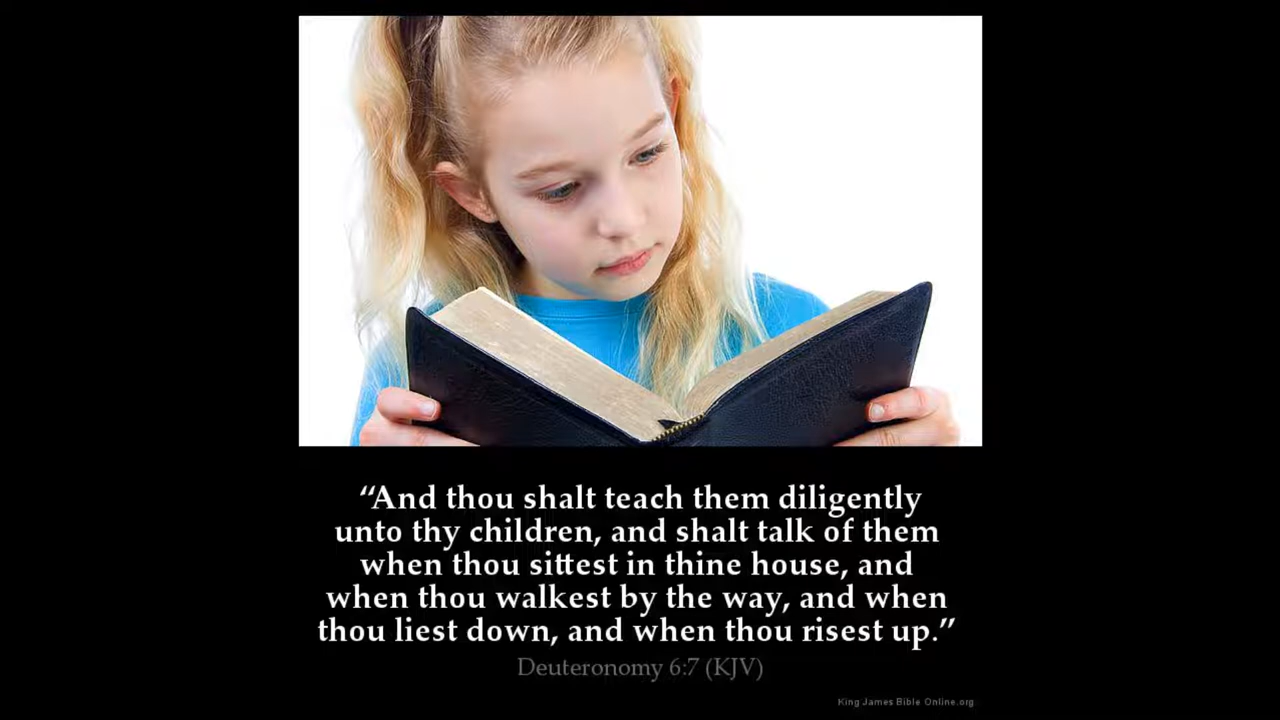 “And thou shalt teach them diligently
unto thy children, and shalt talk of them
when thou sittest in thine house, and
when thou walkest by the way, and when
thou liest down, and when thou risest up.”
Deuteronomy 6:7 (KJV)
King James Bible Online.org